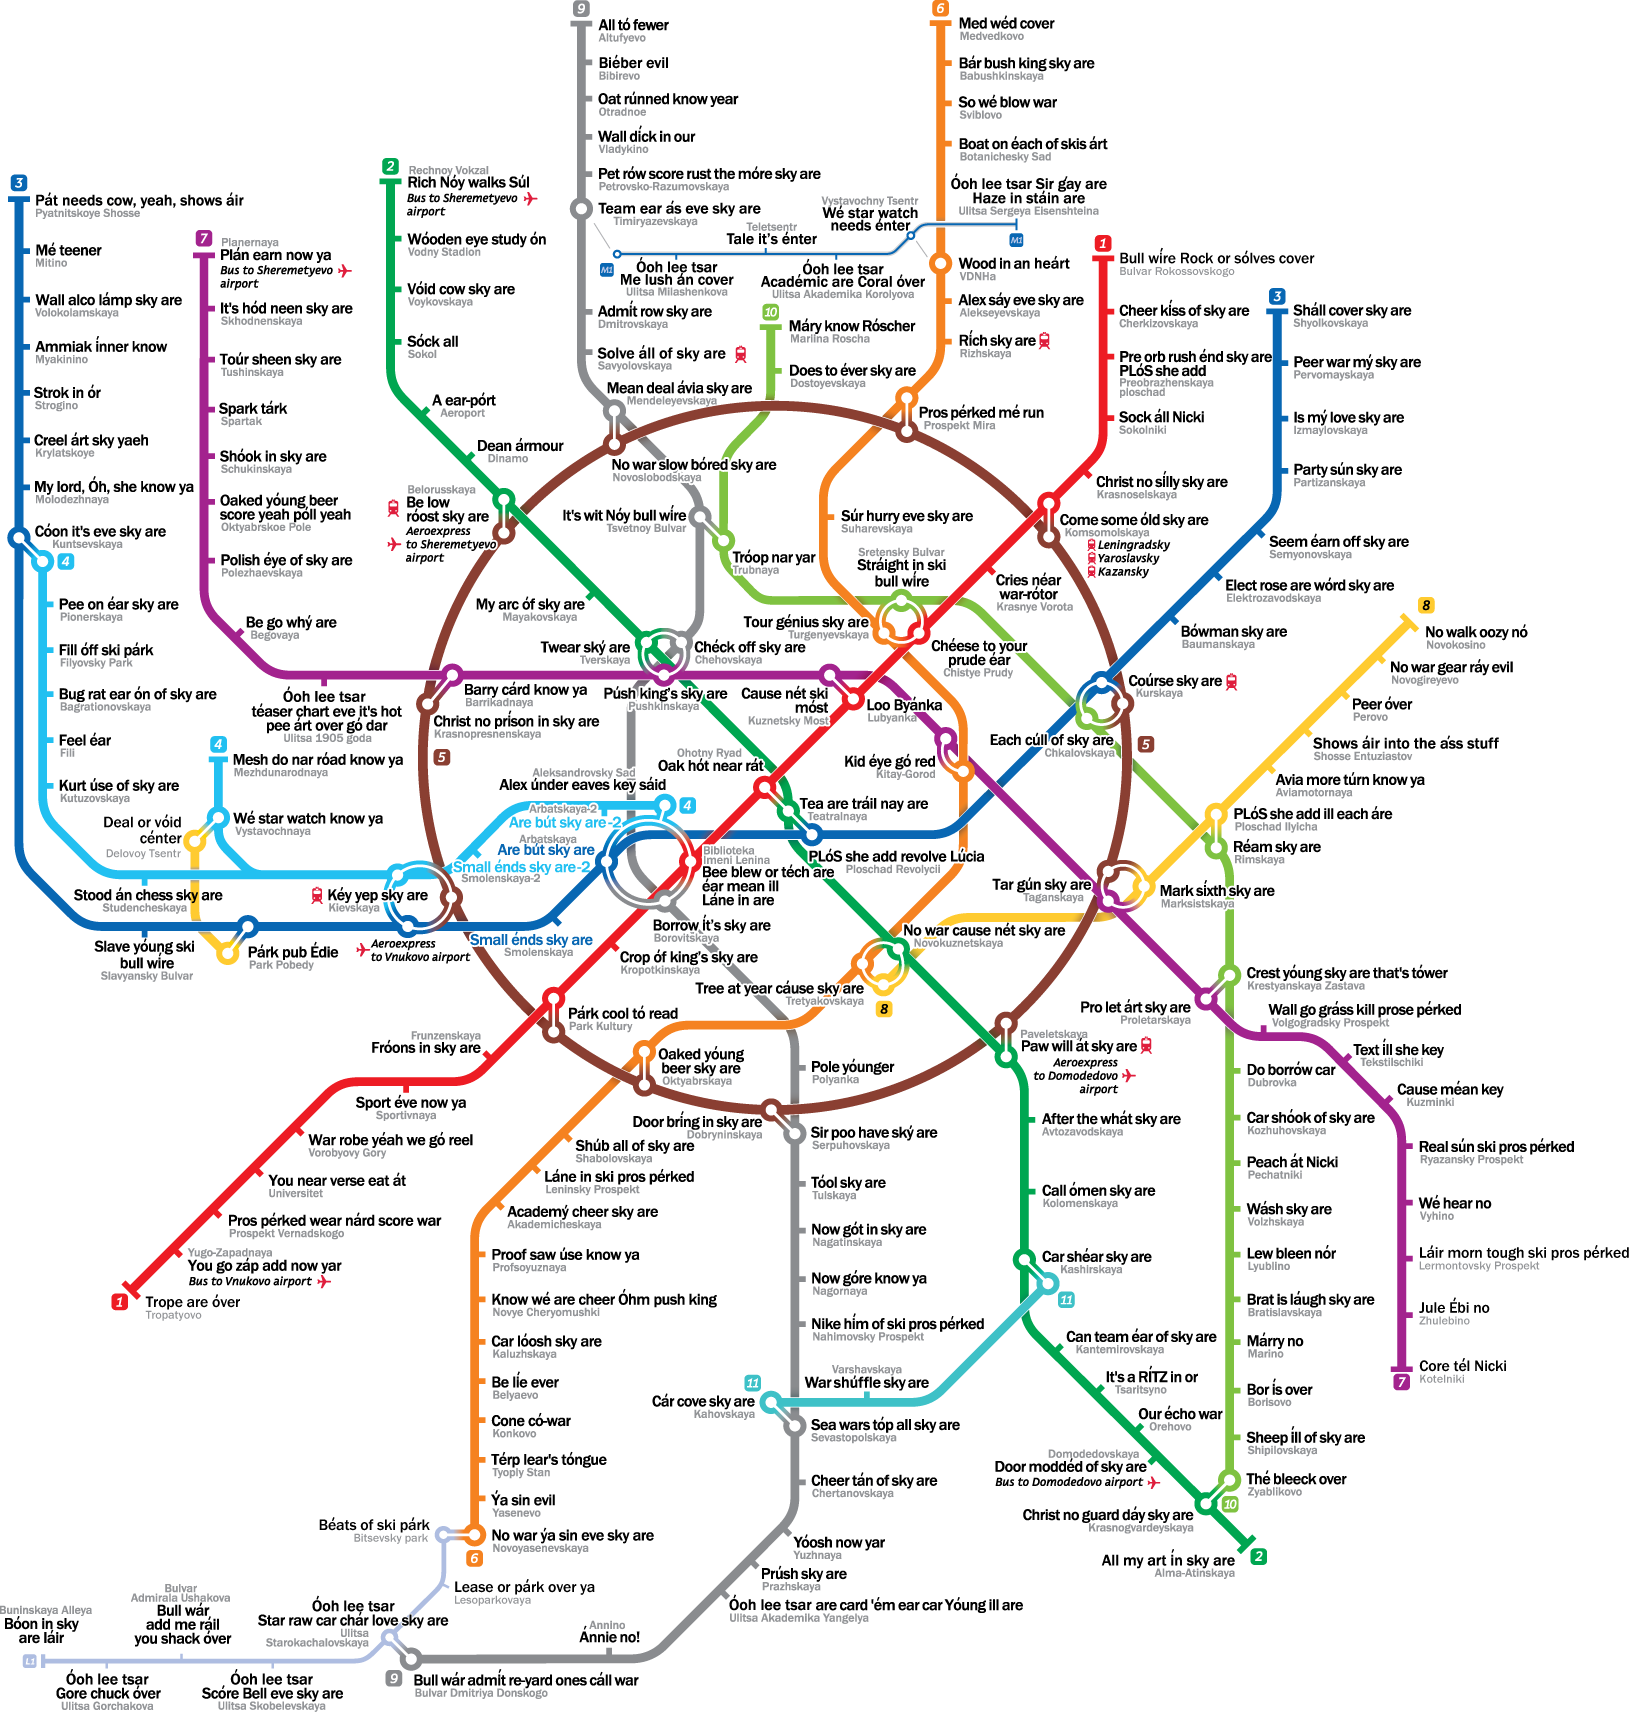 9
All tó fewer
Altufyevo
Biéber evil
Bibirevo
Oat rúnned know year
Otradnoe
Wall díck in our
Vladykino
Pet rów score rust the móre sky are
Petrovsko-Razumovskaya
Team ear ás eve sky are
Timiryazevskaya
Admít row sky are
Dmitrovskaya
Solve áll of sky are
Savyolovskaya
Mean deal ávia sky are
Mendeleyevskaya
No war slow bóred sky are
Novoslobodskaya
It's wit Nóy bull wíre
Tsvetnoy Bulvar
Chéck off sky are
Chehovskaya
6
Med wéd cover
Medvedkovo
Bár bush king sky are
Babushkinskaya
So wé blow war
Sviblovo
Boat on éach of skis árt
Botanichesky Sad
Óoh lee tsar Sir gáy are
Haze in stáin are
Ulitsa Sergeya Eisenshteina
M1
Vystavochny Tsentr
Wé star watch
needs énter
Teletsentr
Tale it's énter
M1
Óoh lee tsar
Me lush án cover
Ulitsa Milashenkova
Óoh lee tsar
Académic are Coral óver
Ulitsa Akademika Korolyova
Wood in an heárt
VDNHa
Alex sáy eve sky are
Alekseyevskaya
Rích sky are
Rizhskaya
Pros pérked mé run
Prospekt Mira
Súr hurry eve sky are
Suharevskaya
10
Máry know Róscher
Mariina Roscha
Does to éver sky are
Dostoyevskaya
Tróop nar yar
Trubnaya
Sretensky Bulvar
Stráight in ski
bull wíre
Tour génius sky are
Turgenyevskaya
Chéese to your
prude éar
Chistye Prudy
1
Bull wíre Rock or sólves cover
Bulvar Rokossovskogo
Cheer kíss of sky are
Cherkizovskaya
Pre orb rush énd sky are
PLóS she add
Preobrazhenskaya
ploschad
Sock áll Nicki
Sokolniki
Christ no sílly sky are
Krasnoselskaya
Come some óld sky are
Komsomolskaya
Leningradsky
Yaroslavsky
Kazansky
Cries néar
war-rótor
Krasnye Vorota
3
Sháll cover sky are
Shyolkovskaya
Peer war mý sky are
Pervomayskaya
Is mý love sky are
Izmaylovskaya
Party sún sky are
Partizanskaya
Seem éarn off sky are
Semyonovskaya
Elect rose are wórd sky are
Elektrozavodskaya
Bówman sky are
Baumanskaya
Coúrse sky are
Kurskaya
Each cúll of sky are
Chkalovskaya
5
8
No walk oozy nó
Novokosino
No war gear ráy evil
Novogireyevo
Peer óver
Perovo
Shows áir into the áss stuff
Shosse Entuziastov
Avia more túrn know ya
Aviamotornaya
PLóS she add ill each áre
Ploschad Ilyicha
Réam sky are
Rimskaya
Mark síxth sky are
Marksistskaya
Tar gún sky are
Taganskaya
3
Pát needs cow, yeah, shows áir
Pyatnitskoye Shosse
Mé teener
Mitino
Wall alco lámp sky are
Volokolamskaya
Ammiak ínner know
Myakinino
Strok in ór
Strogino
Creel árt sky yaeh
Krylatskoye
My lord, Óh, she know ya
Molodezhnaya
Cóon it's eve sky are
Kuntsevskaya
4
Pee on éar sky are
Pionerskaya
Fill óff ski párk
Filyovsky Park
Bug rat ear ón of sky are
Bagrationovskaya
Feel éar
Fili
Kurt úse of sky are
Kutuzovskaya
7
Planernaya
Plán earn now ya
Bus to Sheremetyevo
airport
It's hód neen sky are
Skhodnenskaya
Toúr sheen sky are
Tushinskaya
Spark tárk
Spartak
Shóok in sky are
Schukinskaya
Oaked yóung beer
score yeah póll yeah
Oktyabrskoe Pole
Polish éye of sky are
Polezhaevskaya
Be go whý are
Begovaya
Óoh lee tsar
téaser chart eve it's hot
pee árt over gó dar
Ulitsa 1905 goda
Barry cárd know ya
Barrikadnaya
Christ no príson in sky are
Krasnopresnenskaya
5
2
Rechnoy Vokzal
Rich Nóy walks Súl
Bus to Sheremetyevo
airport
Wóoden eye study ón
Vodny Stadion
Vóid cow sky are
Voykovskaya
Sóck all
Sokol
A ear-pórt
Aeroport
Dean ármour
Dinamo
Belorusskaya
Be low
róost sky are
Aeroexpress
to Sheremetyevo
airport
My arc óf sky are
Mayakovskaya
Twear ský are
Tverskaya
Púsh king's sky are
Pushkinskaya
Cause nét ski
móst
Kuznetsky Most
Loo Byánka
Lubyanka
Kid éye gó red
Kitay-Gorod
Ohotny Ryad
Oak hót near rát
Tea are tráil nay are
Teatralnaya
PLóS she add revolve Lúcia
Ploschad Revolycii
4
Mesh do nar róad know ya
Mezhdunarodnaya
Wé star watch know ya
Vystavochnaya
Deal or vóid
cénter
Delovoy Tsentr
Aleksandrovsky Sad
Alex únder eaves key sáid
4
Arbatskaya-2
Are bút sky are-2
Arbatskaya
Are bút sky are
Small énds sky are-2
Smolenskaya-2
Biblioteka
Imeni Lenina
Bee blew or téch are
éar mean ill
Láne in are
Borrow ít's sky are
Borovitskaya
Stood án chess sky are
Studencheskaya
Kéy yep sky are
Kievskaya
Slave yóung ski
bull wíre
Slavyansky Bulvar
Párk pub Édie
Park Pobedy
Aeroexpress
to Vnukovo airport
Small énds sky are
Smolenskaya
Crop óf king's sky are
Kropotkinskaya
Párk cool tó read
Park Kultury
Frunzenskaya
Fróons in sky are
Sport éve now ya
Sportivnaya
War robe yéah we gó reel
Vorobyovy Gory
You near verse eat át
Universitet
Pros pérked wear nárd score war
Prospekt Vernadskogo
Yugo-Zapadnaya
You go záp add now yar
Bus to Vnukovo airport
1
Trope are óver
Tropatyovo
No war cause nét sky are
Novokuznetskaya
Tree at year cáuse sky are
Tretyakovskaya
8
Oaked yóung
beer sky are
Oktyabrskaya
Shúb all of sky are
Shabolovskaya
Láne in ski pros pérked
Leninsky Prospekt
Academý cheer sky are
Akademicheskaya
Proof saw úse know ya
Profsoyuznaya
Know wé are cheer Óhm push king
Novye Cheryomushki
Car lóosh sky are
Kaluzhskaya
Be líe ever
Belyaevo
Cone có-war
Konkovo
Térp lear's tóngue
Tyoply Stan
Ýa sin evil
Yasenevo
No war ýa sin eve sky are
Novoyasenevskaya
6
Béats of ski párk
Bitsevsky park
Lease or párk over ya
Lesoparkovaya
Óoh lee tsar
Star raw car chár love sky are
Ulitsa
Starokachalovskaya
Buninskaya Alleya
Bóon in sky
are láir
L1
Bulvar
Admirala Ushakova
Bull wár
add me ráil
you shack óver
Óoh lee tsár
Gore chuck óver
Ulitsa Gorchakova
Óoh lee tsar
Scóre Bell eve sky are
Ulitsa Skobelevskaya
Door bríng in sky are
Dobryninskaya
Pole yóunger
Polyanka
Sir poo have ský are
Serpuhovskaya
Tóol sky are
Tulskaya
Now gót in sky are
Nagatinskaya
Now góre know ya
Nagornaya
Nike hím of ski pros pérked
Nahimovsky Prospekt
Varshavskaya
War shúffle sky are
11
Cár cove sky are
Kahovskaya
Sea wars tóp all sky are
Sevastopolskaya
Cheer tán of sky are
Chertanovskaya
Yóosh now yar
Yuzhnaya
Prúsh sky are
Prazhskaya
Óoh lee tsar are card 'ém ear car Yóung ill are
Ulitsa Akademika Yangelya
Annino
Ánnie no!
9
Bull wár admít re-yard ones cáll war
Bulvar Dmitriya Donskogo
Paveletskaya
Paw will át sky are
Aeroexpress
to Domodedovo
airport
After the whát sky are
Avtozavodskaya
Call ómen sky are
Kolomenskaya
Car shéar sky are
Kashirskaya
11
Can team éar of sky are
Kantemirovskaya
It's a RÍTZ in or
Tsaritsyno
Our écho war
Orehovo
Domodedovskaya
Door moddéd of sky are
Bus to Domodedovo airport
Christ no guard dáy sky are
Krasnogvardeyskaya
All my art ín sky are
Alma-Atinskaya
2
Crest yóung sky are that's tówer
Krestyanskaya Zastava
Pro let árt sky are
Proletarskaya
Wall go gráss kill prose pérked
Volgogradsky Prospekt
Text íll she key
Tekstilschiki
Cause méan key
Kuzminki
Real sún ski pros pérked
Ryazansky Prospekt
Wé hear no
Vyhino
Láir morn tough ski pros pérked
Lermontovsky Prospekt
Jule Ébi no
Zhulebino
Core tél Nicki
Kotelniki
7
Do borrów car
Dubrovka
Car shóok of sky are
Kozhuhovskaya
Peach át Nicki
Pechatniki
Wásh sky are
Volzhskaya
Lew bleen nór
Lyublino
Brat is láugh sky are
Bratislavskaya
Márry no
Marino
Bor ís over
Borisovo
Sheep íll of sky are
Shipilovskaya
Thé bleeck over
Zyablikovo
10